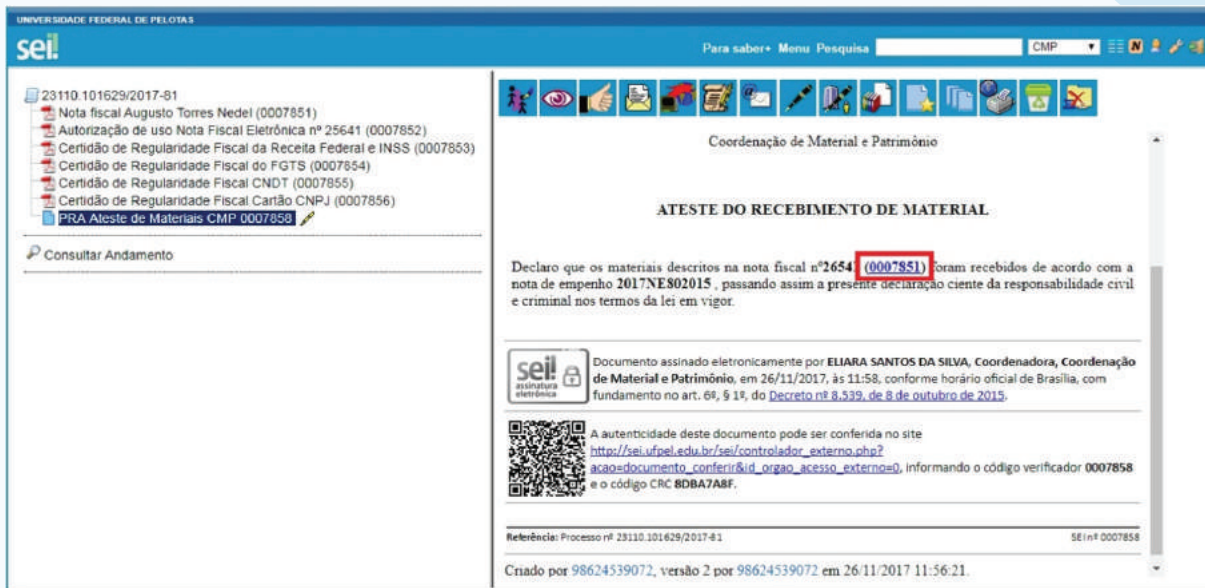 UNIVERSIDADE FEDERAL DE PELOTAS
sei!
Para saber+ Menu Pesquisa
CMP
N
23110.101629/2017-81
Nota fiscal Augusto Torres Nedel (0007851)
Autorização de uso Nota Fiscal Eletrônica nº 25641 (0007852)
Certidão de Regularidade Fiscal da Receita Federal e INSS (0007853)
Certidão de Regularidade Fiscal do FGTS (0007854)
Certidão de Regularidade Fiscal CNDT (0007855)
Certidão de Regularidade Fiscal Cartão CNPJ (0007856)
PRA Ateste de Materiais CMP 0007858
Consultar Andamento
Coordenação de Material e Patrimônio
ATESTE DO RECEBIMENTO DE MATERIAL
Declaro que os materiais descritos na nota fiscal nº2654 (0007851) foram recebidos de acordo com a
nota de empenho 2017NE802015 , passando assim a presente declaração ciente da responsabilidade civil
e criminal nos termos da lei em vigor.
sei!
assinatura
eletrônica
Documento assinado eletronicamente por ELIARA SANTOS DA SILVA, Coordenadora, Coordenação
de Material e Patrimônio, em 26/11/2017, às 11:58, conforme horário oficial de Brasília, com
fundamento no art. 6º, § 1º, do Decreto nº 8.539, de 8 de outubro de 2015.
A autenticidade deste documento pode ser conferida no site
http://sei.ufpel.edu.br/sei/controlador_externo.php?
acao=documento_conferir&id_orgao_acesso_externo=0, informando o código verificador 0007858
e o código CRC 8DBA7A8F.
Referência: Processo nº 23110.101629/2017-81
SEI nº 0007858
Criado por 98624539072, versão 2 por 98624539072 em 26/11/2017 11:56:21.